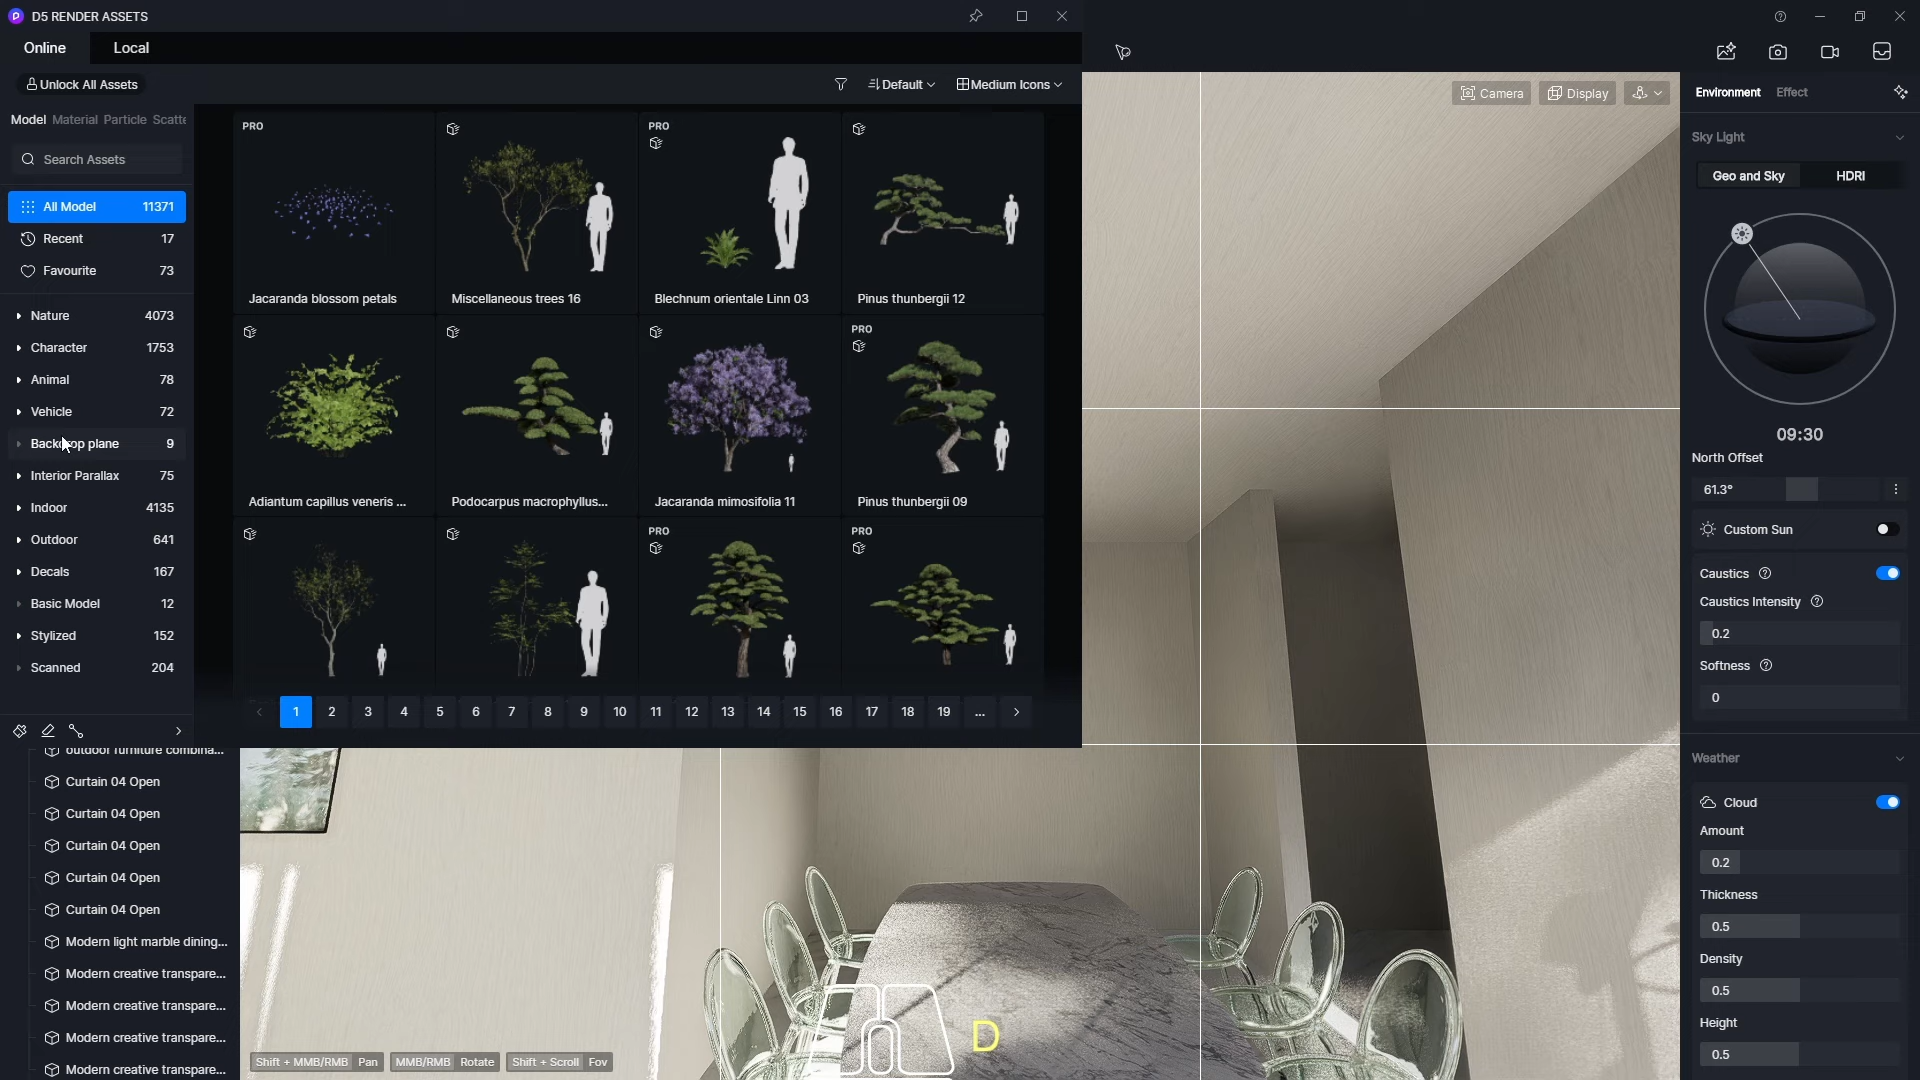 D5 RENDER ASSETS
Online
Local
Unlock All Assets
Default
Medium Icons
Model Material Particle Scatte
Search Assets
All Model 11371
Recent 17
Favourite 73
Nature 4073
Character 1753
Animal 78
Vehicle 72
Backdrop plane 9
Interior Parallax 75
Indoor 4135
Outdoor 641
Decals 167
Basic Model 12
Stylized 152
Scanned 204
PRO
Jacaranda blossom petals
Miscellaneous trees 16
PRO
Blechnum orientale Linn 03
Pinus thunbergii 12
Adiantum capillus veneris ...
Podocarpus macrophyllus...
Jacaranda mimosifolia 11
PRO
Pinus thunbergii 09
PRO
PRO
1 2 3 4 5 6 7 8 9 10 11 12 13 14 15 16 17 18 19 ...
outdoor furniture combina...
Curtain 04 Open
Curtain 04 Open
Curtain 04 Open
Curtain 04 Open
Curtain 04 Open
Modern light marble dining...
Modern creative transpare...
Modern creative transpare...
Modern creative transpare...
Modern creative transpare...
Camera
Display
Shift + MMB/RMB Pan
MMB/RMB Rotate
Shift + Scroll Fov
D
Environment Effect
Sky Light
Geo and Sky
HDRI
09:30
North Offset
61.3°
Custom Sun
Caustics
Caustics Intensity
0.2
Softness
0
Weather
Cloud
Amount
0.2
Thickness
0.5
Density
0.5
Height
0.5